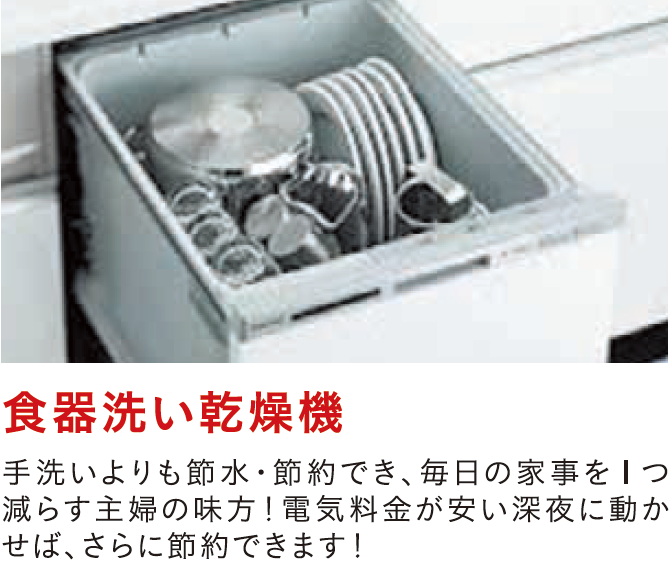 食器洗い乾燥機
手洗いよりも節水・節約でき、毎日の家事を1つ
減らす主婦の味方!電気料金が安い深夜に動か
せば、さらに節約できます!